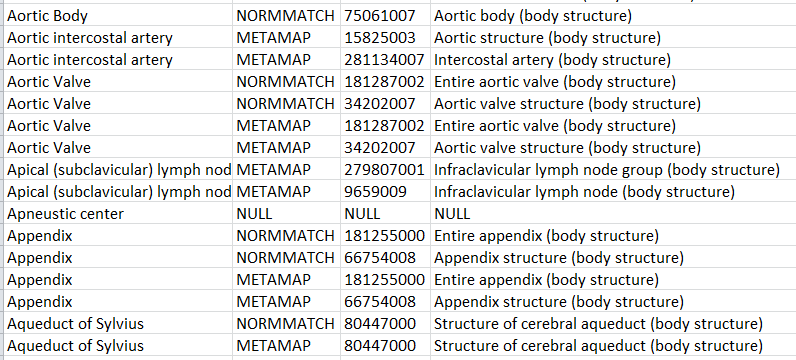 Aortic Body NORMMATCH 75061007 Aortic body (body structure)
Aortic intercostal artery METAMAP 15825003 Aortic structure (body structure)
Aortic intercostal artery METAMAP 281134007 Intercostal artery (body structure)
Aortic Valve NORMMATCH 181287002 Entire aortic valve (body structure)
Aortic Valve NORMMATCH 34202007 Aortic valve structure (body structure)
Aortic Valve METAMAP 181287002 Entire aortic valve (body structure)
Aortic Valve METAMAP 34202007 Aortic valve structure (body structure)
Apical (subclavicular) lymph nod METAMAP 279807001 Infraclavicular lymph node group (body structure)
Apical (subclavicular) lymph nod METAMAP 9659009 Infraclavicular lymph node (body structure)
Apneustic center NULL NULL NULL
Appendix NORMMATCH 181255000 Entire appendix (body structure)
Appendix NORMMATCH 66754008 Appendix structure (body structure)
Appendix METAMAP 181255000 Entire appendix (body structure)
Appendix METAMAP 66754008 Appendix structure (body structure)
Aqueduct of Sylvius NORMMATCH 80447000 Structure of cerebral aqueduct (body structure)
Aqueduct of Sylvius METAMAP 80447000 Structure of cerebral aqueduct (body structure)